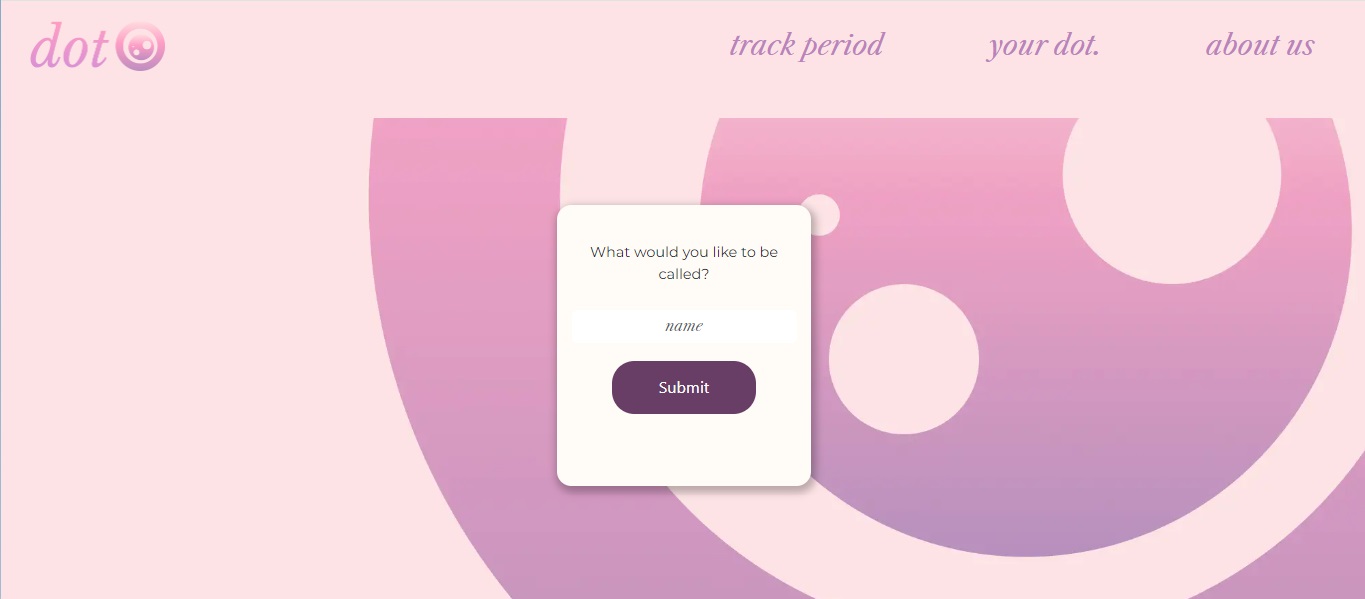 dot
track period
your dot.
about us
What would you like to be
called?
name
Submit